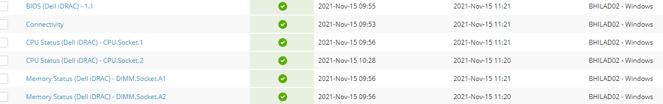 BIOS (Dell iDRAC) - 1.1 2021-Nov-15 09:55 2021-Nov-15 11:21 BHILAD02 - Windows
Connectivity 2021-Nov-15 09:53 2021-Nov-15 11:21 BHILAD02 - Windows
CPU Status (Dell iDRAC) - CPU.Socket.1 2021-Nov-15 09:56 2021-Nov-15 11:21 BHILAD02 - Windows
CPU Status (Dell iDRAC) - CPU.Socket.2 2021-Nov-15 10:28 2021-Nov-15 11:20 BHILAD02 - Windows
Memory Status (Dell iDRAC) - DIMM.Socket.A1 2021-Nov-15 09:56 2021-Nov-15 11:21 BHILAD02 - Windows
Memory Status (Dell iDRAC) - DIMM.Socket.A2 2021-Nov-15 09:56 2021-Nov-15 11:20 BHILAD02 - Windows